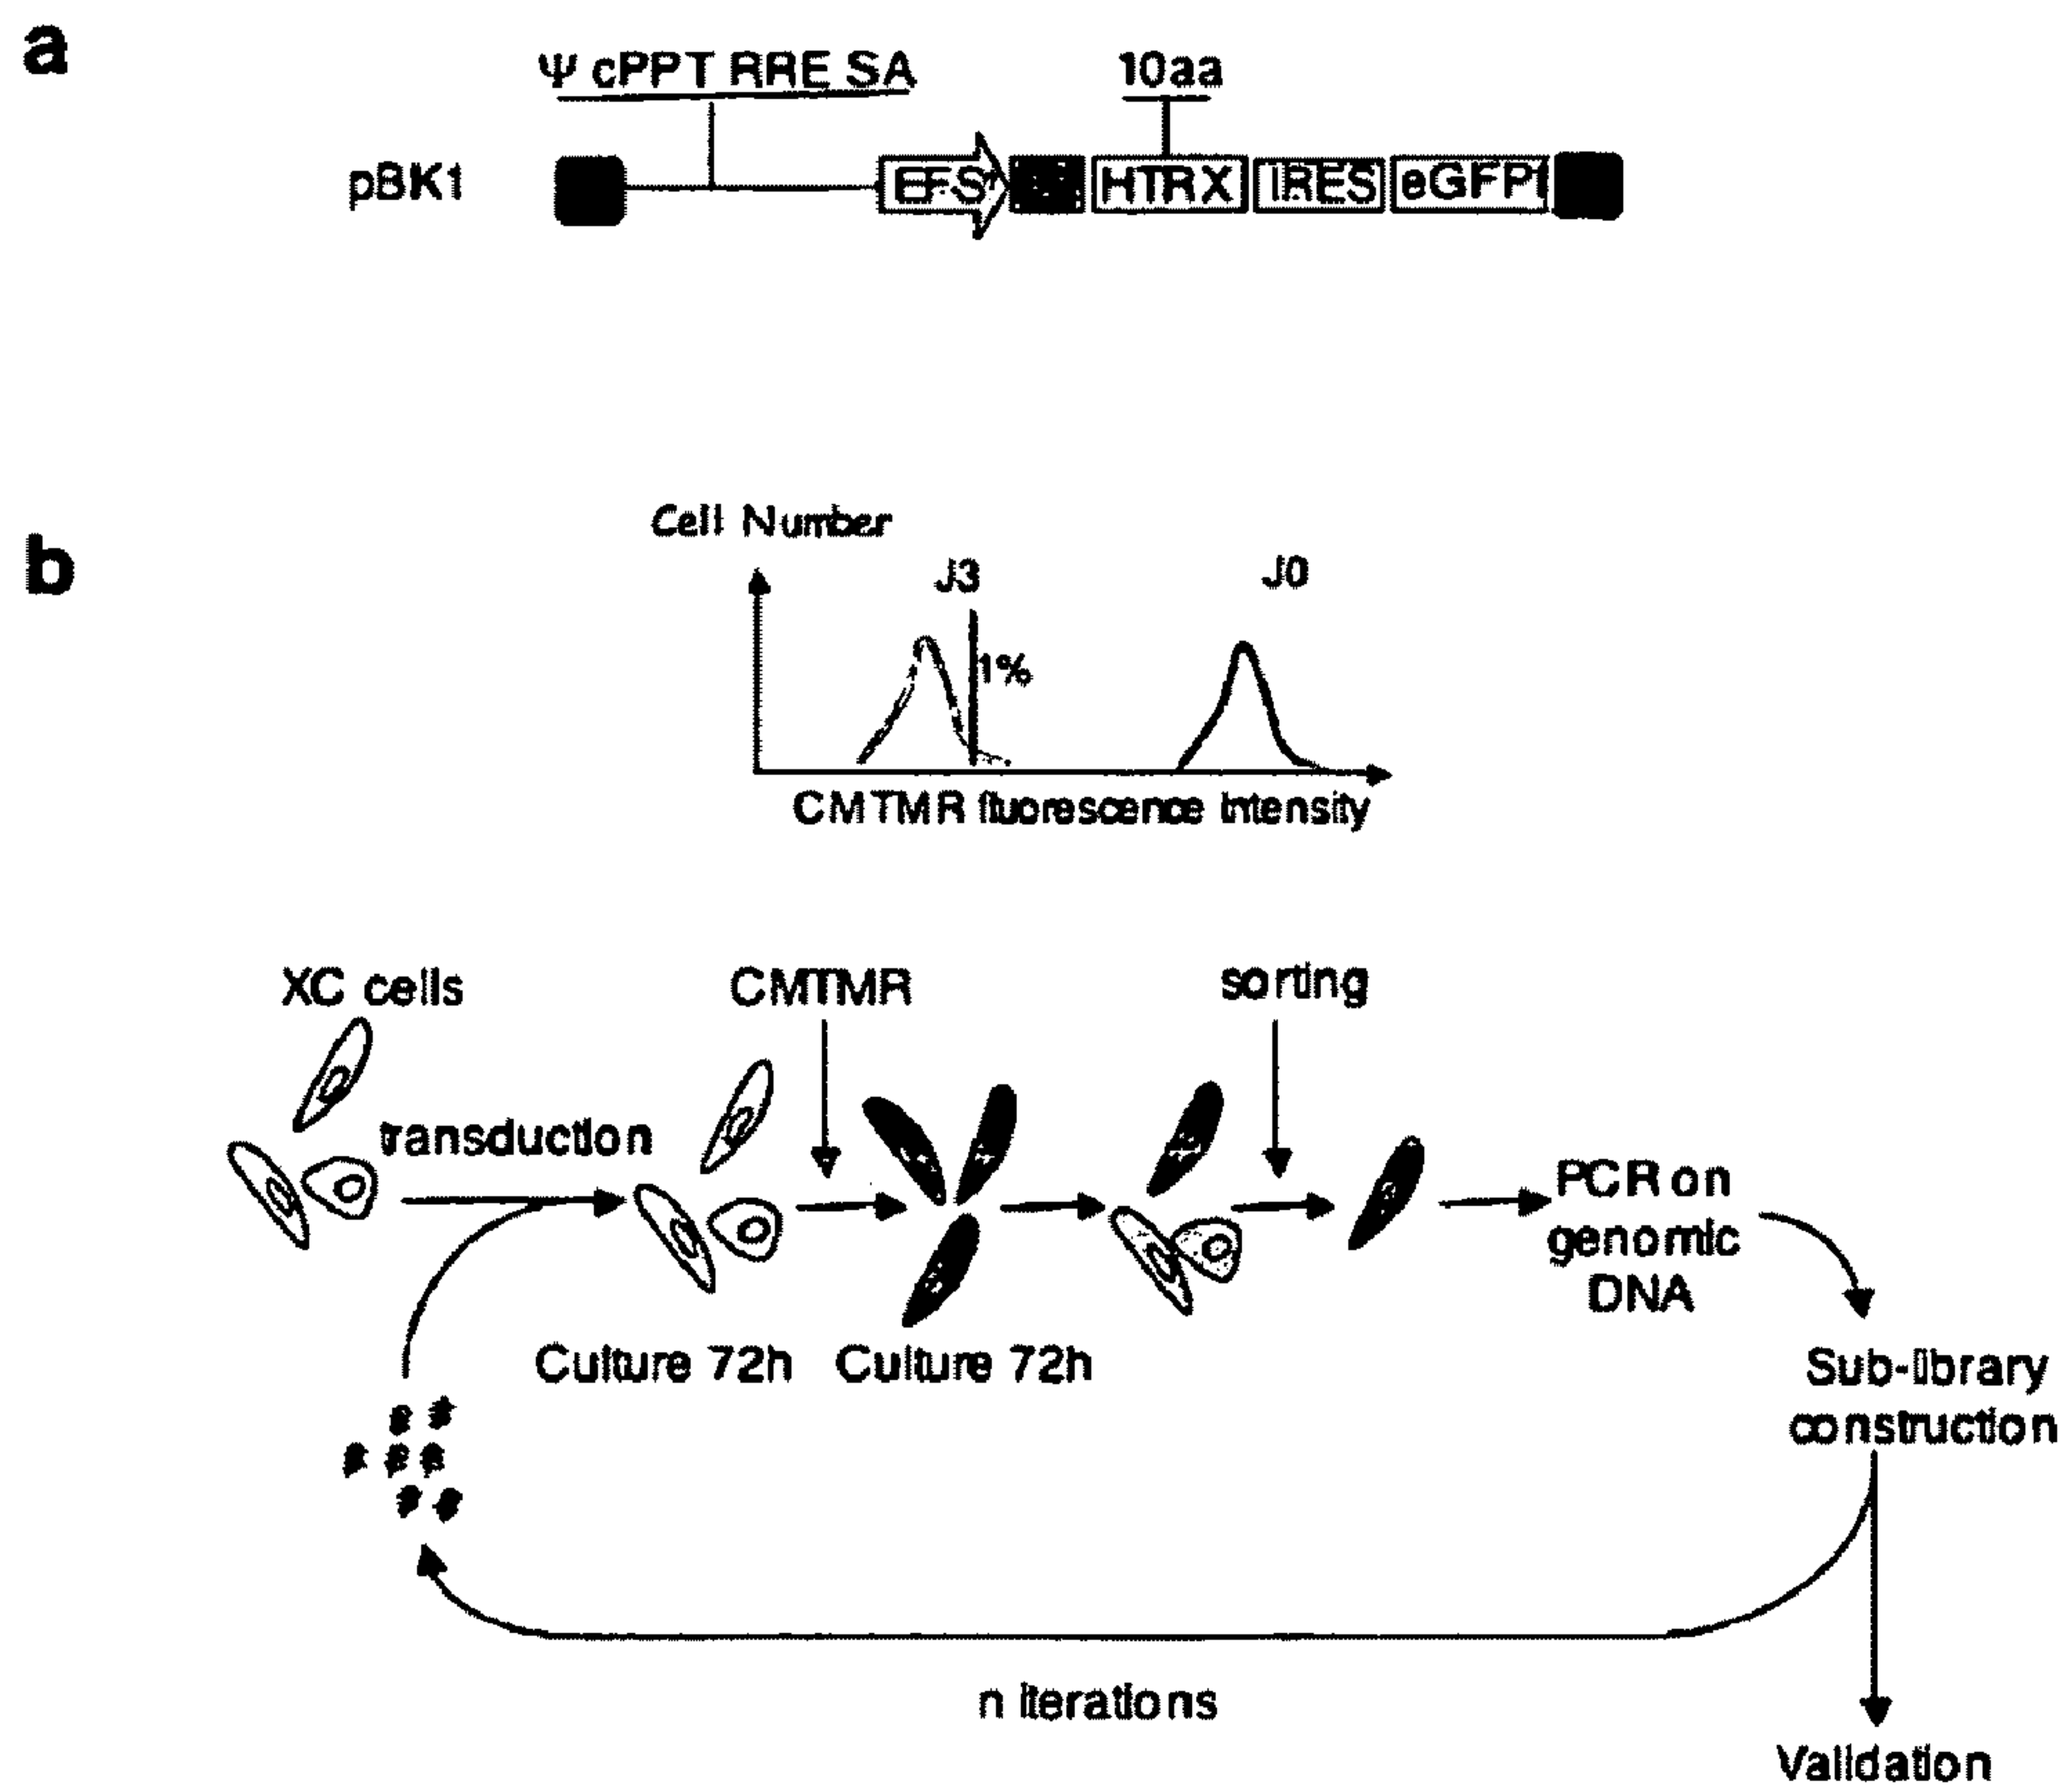 a
Ψ cPPT RRE SA
10aa
pBK1
EFS
HTRX
IRES
eGFP
b
Cell Number
J3
J0
1%
CMTMR fluorescence intensity
XC cells
CMTMR
sorting
transduction
PCR on
genomic
DNA
Culture 72h
Culture 72h
Sub-library
construction
n iterations
Validation